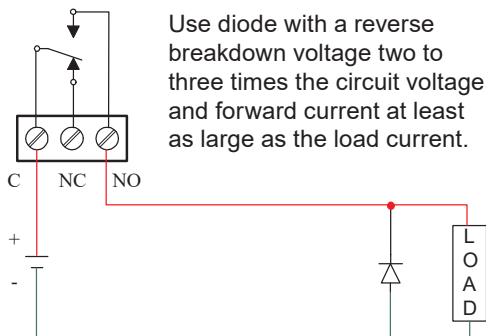 Use diode with a reverse
breakdown voltage two to
three times the circuit voltage
and forward current at least
as large as the load current.
C NC NO
+
-
L
O
A
D